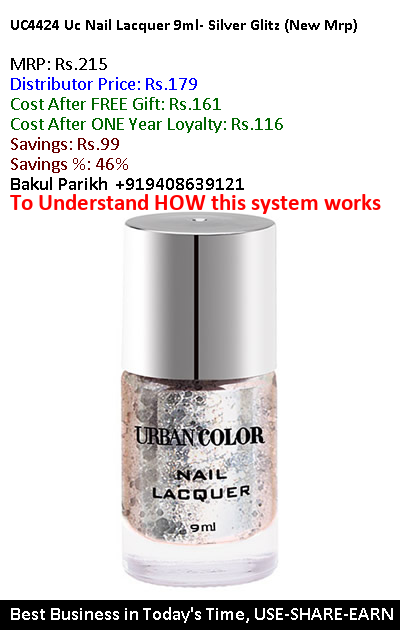 UC4424 Uc Nail Lacquer 9ml- Silver Glitz (New Mrp)
MRP: Rs.215
Distributor Price: Rs.179
Cost After FREE Gift: Rs.161
Cost After ONE Year Loyalty: Rs.116
Savings: Rs.99
Savings %: 46%
Bakul Parikh +919408639121
To Understand HOW this system works
URBAN COLOR
NAIL
LACQUER
9ml
Best Business in Today's Time, USE-SHARE-EARN